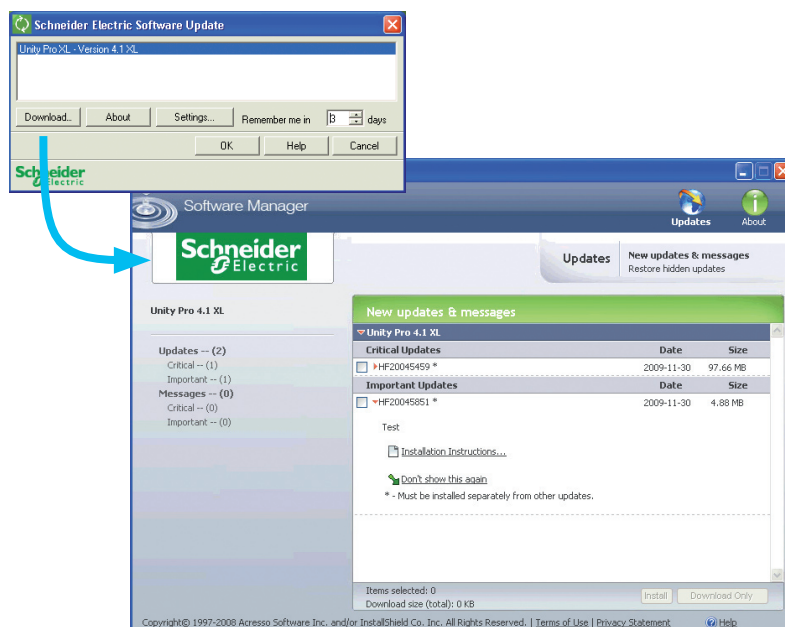 Schneider Electric Software Update
Unity Pro XL - Version 4.1 XL
Download... About Settings... Remember me in 3 days
OK Help Cancel
Schneider
Electric
Software Manager
Updates About
Schneider
Electric
Updates
New updates & messages
Restore hidden updates
Unity Pro 4.1 XL
Updates -- (2)
Critical -- (1)
Important -- (1)
Messages -- (0)
Critical -- (0)
Important -- (0)
New updates & messages
Unity Pro 4.1 XL
Critical Updates Date Size
HF20045459 * 2009-11-30 97.66 MB
Important Updates Date Size
HF20045851 * 2009-11-30 4.88 MB
Test
Installation Instructions...
Don't show this again
* - Must be installed separately from other updates.
Items selected: 0
Download size (total): 0 KB
Install Download Only
Copyright© 1997-2008 Acresso Software Inc. and/or InstallShield Co. Inc. All Rights Reserved. | Terms of Use | Privacy Statement Help